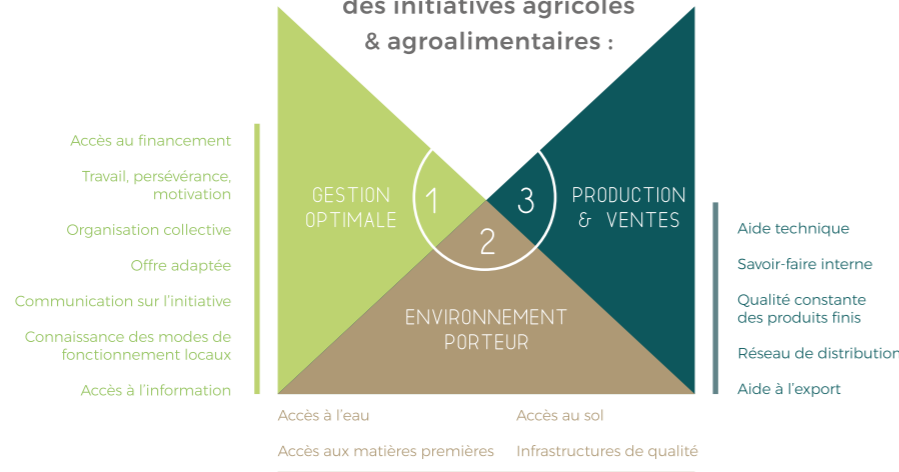 des initiatives agricoles
& agroalimentaires :
Accès au financement
Travail, persévérance,
motivation
Organisation collective
Offre adaptée
Communication sur l'initiative
Connaissance des modes de
fonctionnement locaux
Accès à l'information
GESTION
OPTIMALE
1
2
3
PRODUCTION
& VENTES
ENVIRONNEMENT
PORTEUR
Aide technique
Savoir-faire interne
Qualité constante
des produits finis
Réseau de distribution
Aide à l'export
Accès à l'eau
Accès au sol
Accès aux matières premières
Infrastructures de qualité